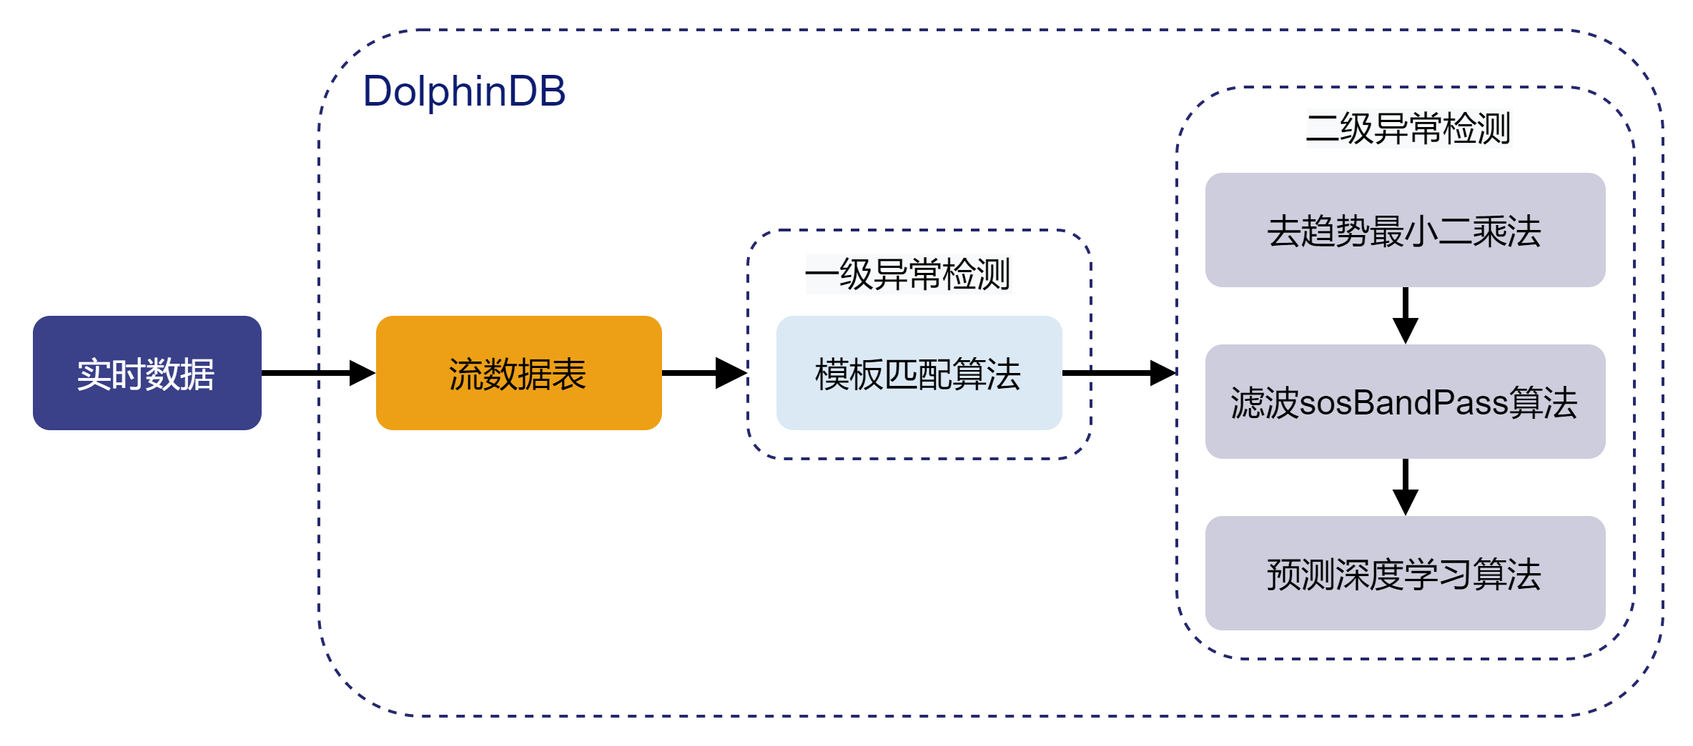 DolphinDB
实时数据
流数据表
一级异常检测
模板匹配算法
二级异常检测
去趋势最小二乘法
滤波sosBandPass算法
预测深度学习算法